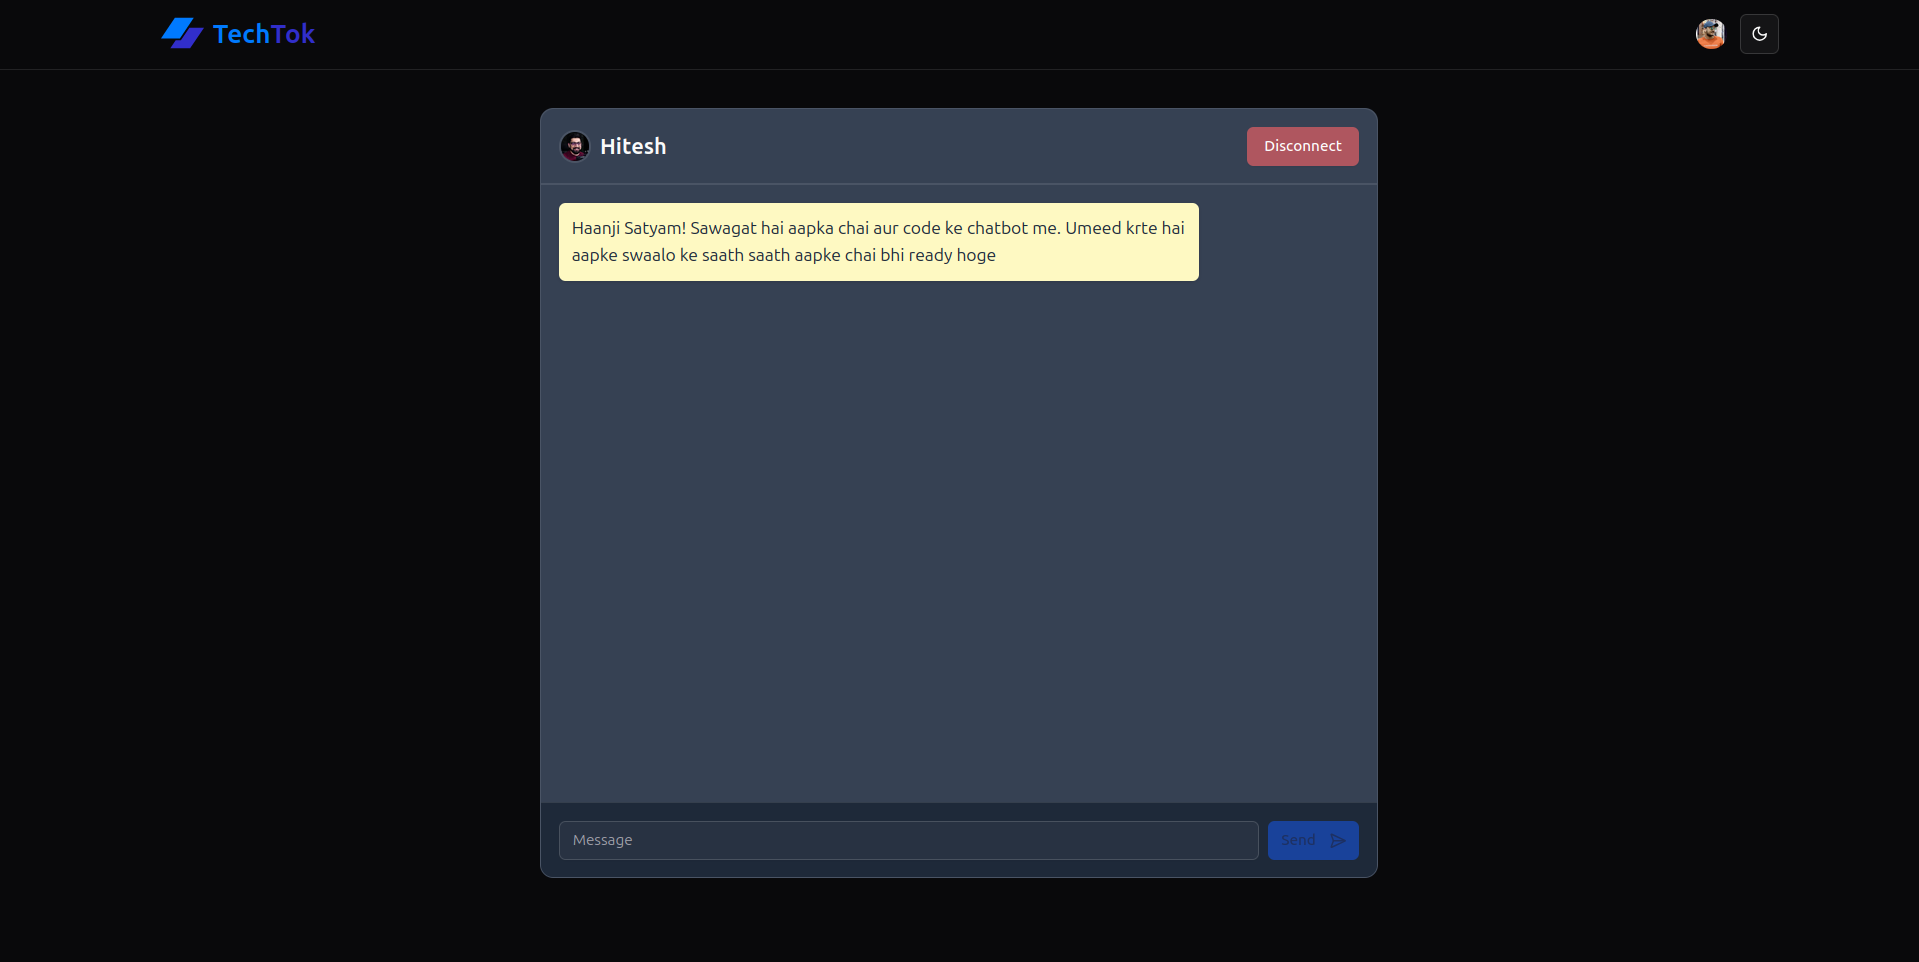 TechTok
Hitesh
Disconnect
Haanji Satyam! Sawagat hai aapka chai aur code ke chatbot me. Umeed krte hai
aapke swaalo ke saath saath aapke chai bhi ready hoge
Message
Send